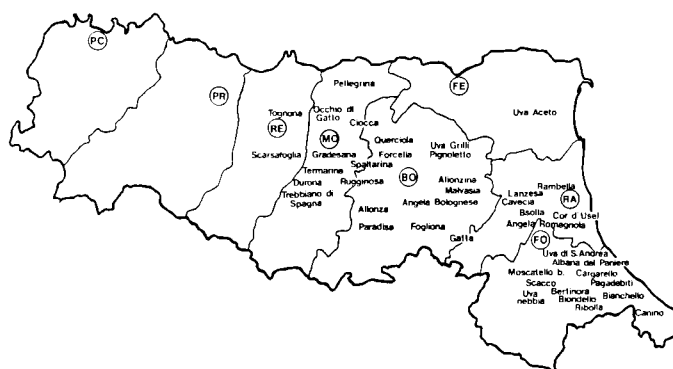 PC
PR
RE
MO
BO
FE
RA
FO
Pellegrina
Tognona
Occhio di
Gatto
Ciocca
Scarsafoglia
Gradesana
Termarina
Spaltarina
Durona
Rugginosa
Trebbiano di
Spagna
Querciola
Forcella
Uva Grilli
Pignoletto
Alionzina
Malvasia
Angela Bolognese
Alionza
Paradisa
Fogliona
Gatta
Uva Aceto
Rambella
Lanzesa
Cavecia
Bsolla
Cor d'Usel
Angela Romagnola
Uva di S. Andrea
Albana del Paniere
Moscatello b.
Cargarello
Scacco
Pagadebiti
Uva
nebbia
Bertinora
Biondello
Bianchello
Ribolla
Canino